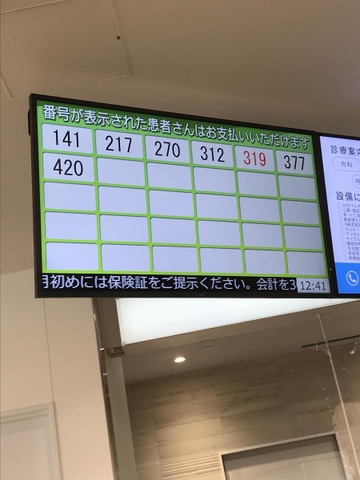 番号が表示された患者さんはお支払いいただけます
141 217 270 312 319 377
420
月初めには保険証をご提示ください。会計を3
12:41
診療案内
内科
設備に